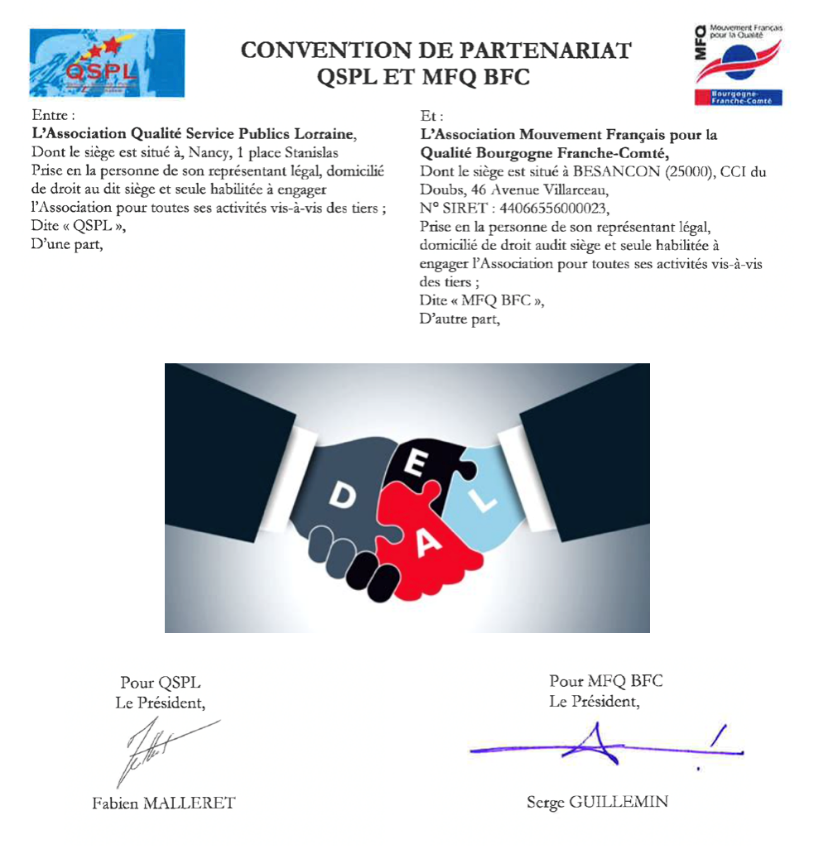 QSPL
CONVENTION DE PARTENARIAT
QSPL ET MFQ BFC
MFQ
Mouvement Français
pour la Qualité
Bourgogne-
Franche-Comté
Entre :
L'Association Qualité Service Publics Lorraine,
Dont le siège est situé à, Nancy, 1 place Stanislas
Prise en la personne de son représentant légal, domicilié
de droit au dit siège et seule habilitée à engager
l'Association pour toutes ses activités vis-à-vis des tiers ;
Dite « QSPL »,
D'une part,
Et :
L'Association Mouvement Français pour la
Qualité Bourgogne Franche-Comté,
Dont le siège est situé à BESANCON (25000), CCI du
Doubs, 46 Avenue Villarceau,
N° SIRET : 44066556000023,
Prise en la personne de son représentant légal,
domicilié de droit audit siège et seule habilitée à
engager l'Association pour toutes ses activités vis-à-vis
des tiers ;
Dite « MFQ BFC »,
D'autre part,
D E A L
Pour QSPL
Le Président,
Fabien MALLERET
Pour MFQ BFC
Le Président,
Serge GUILLEMIN